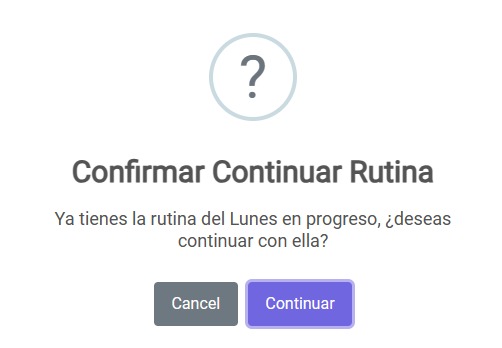 ?
Confirmar Continuar Rutina
Ya tienes la rutina del Lunes en progreso, ¿deseas
continuar con ella?
Cancel
Continuar